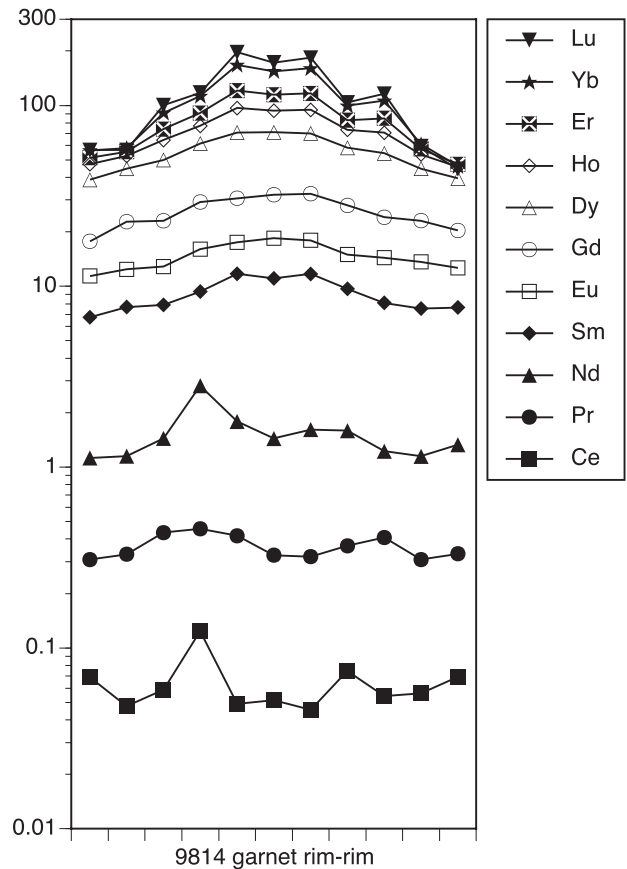 300
100
10
1
0.1
0.01
9814 garnet rim-rim
Lu
Yb
Er
Ho
Dy
Gd
Eu
Sm
Nd
Pr
Ce